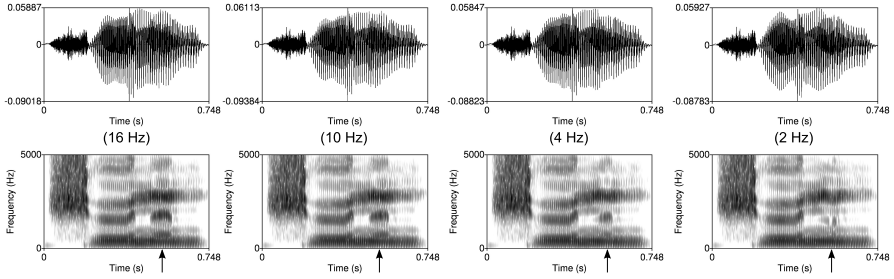 0.05887 0.06113 0.05847 0.05927
0 0 0 0
-0.09018 -0.09384 -0.08823 -0.08783
0 0.748 0 0.748 0 0.748 0 0.748
Time (s) Time (s) Time (s) Time (s)
(16 Hz) (10 Hz) (4 Hz) (2 Hz)
5000 5000 5000 5000
Frequency (Hz) Frequency (Hz) Frequency (Hz) Frequency (Hz)
0 0 0 0
0 0.748 0 0.748 0 0.748 0 0.748
Time (s) Time (s) Time (s) Time (s)